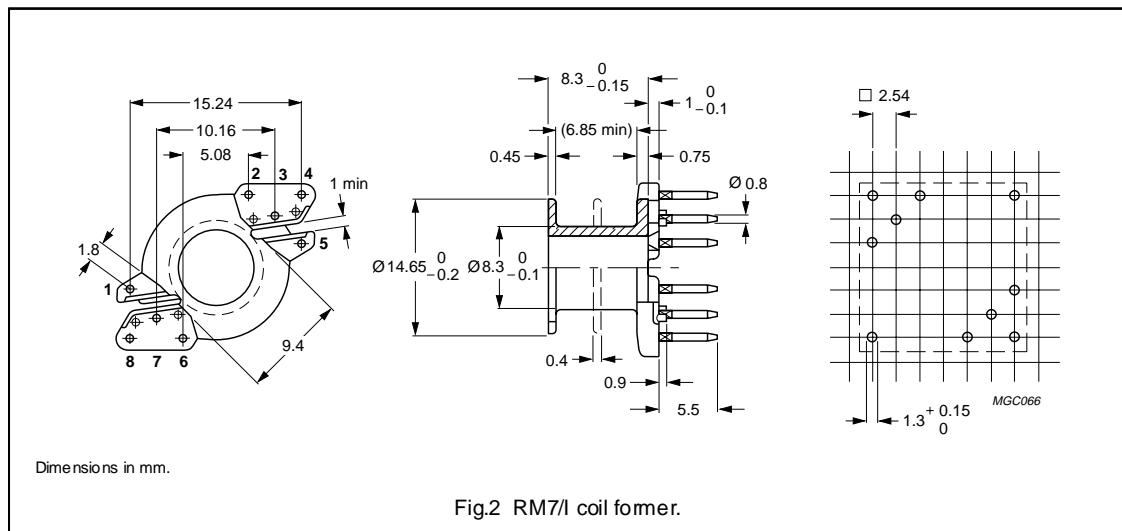 15.24
10.16
5.08
2 3 4
1 min
5
1.8
1
8 7 6
9.4
8.3 0 −0.15
1 0 −0.1
(6.85 min)
0.45
0.75
Ø 0.8
Ø 14.65 0 −0.2
Ø 8.3 0 −0.1
0.4
0.9
5.5
□ 2.54
MGC066
1.3 + 0.15 0
Dimensions in mm.
Fig.2 RM7/I coil former.